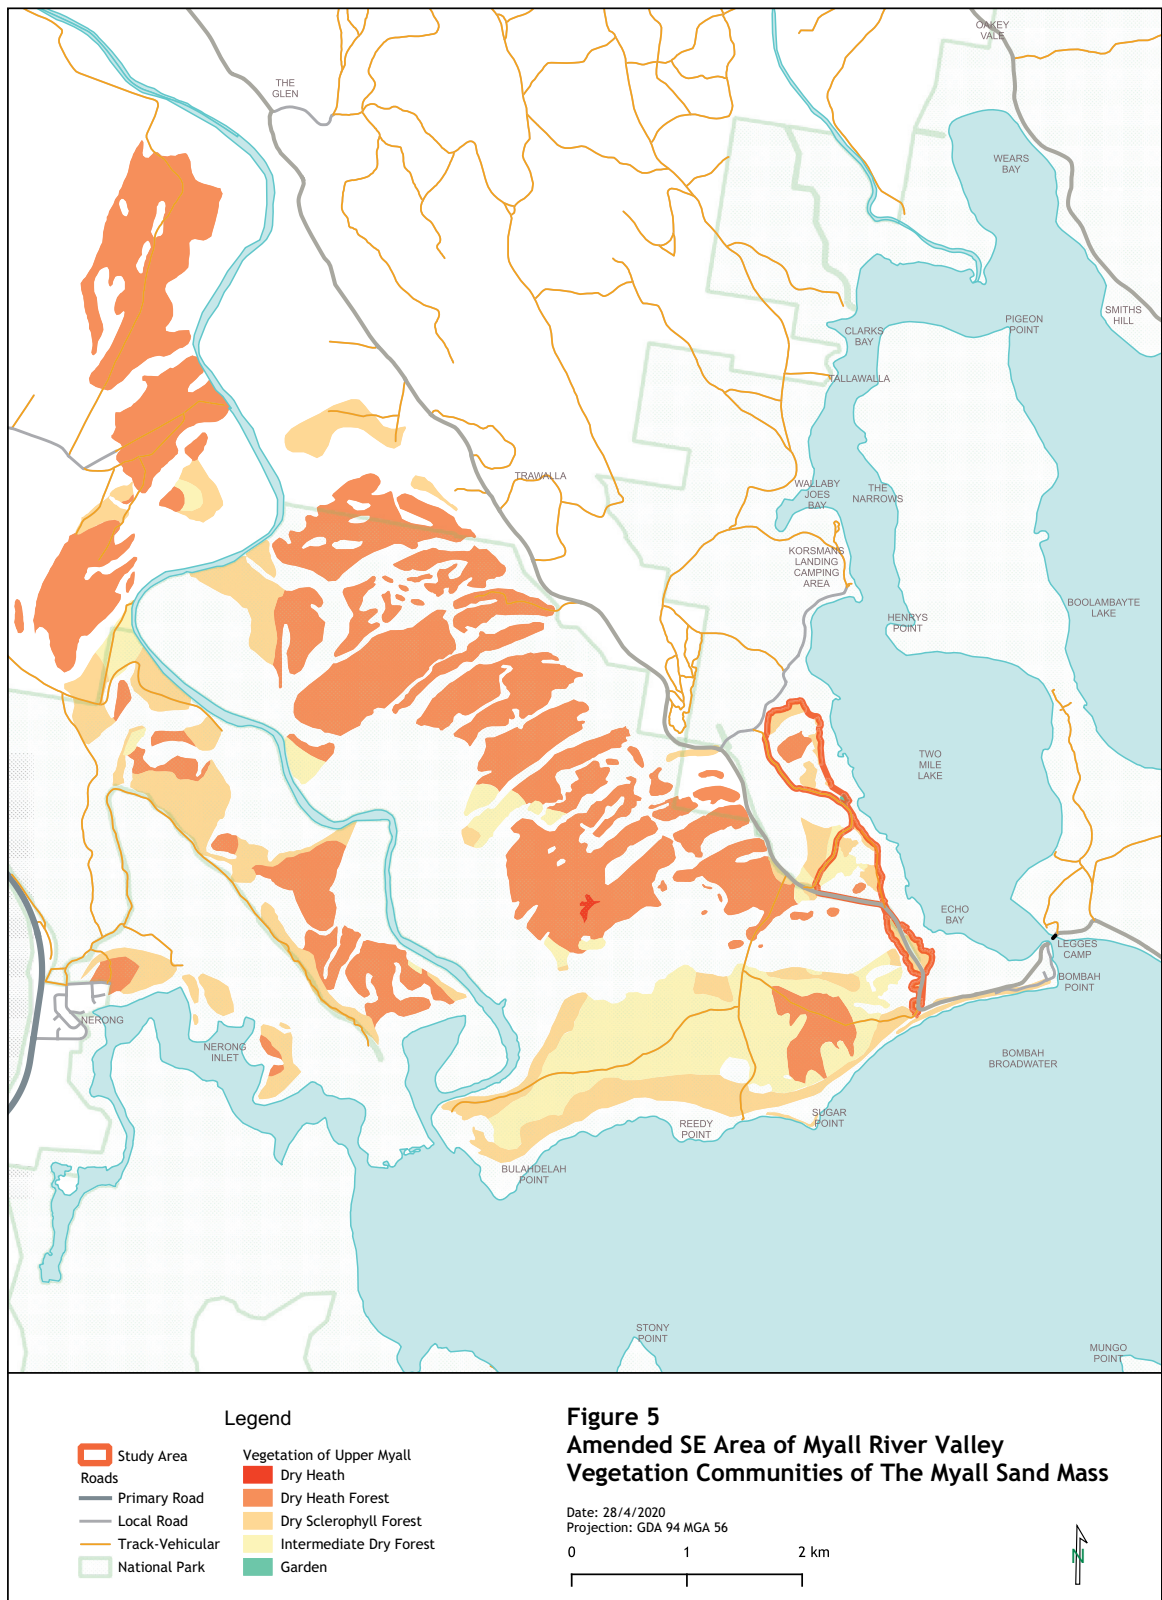 OAKEY
VALE
THE
GLEN
WEARS
BAY
SMITHS
HILL
PIGEON
POINT
CLARKS
BAY
TALLAWALLA
TRAWALLA
WALLABY
JOES
BAY
THE
NARROWS
KORSMANS
LANDING
CAMPING
AREA
BOOLAMBAYTE
LAKE
HENRYS
POINT
TWO
MILE
LAKE
ECHO
BAY
LEGGES
CAMP
BOMBAH
POINT
NERONG
NERONG
INLET
BOMBAH
BROADWATER
SUGAR
POINT
REEDY
POINT
BULAHDELAH
POINT
STONY
POINT
MUNGO
POINT
Legend
Study Area
Roads
Primary Road
Local Road
Track-Vehicular
National Park
Vegetation of Upper Myall
Dry Heath
Dry Heath Forest
Dry Sclerophyll Forest
Intermediate Dry Forest
Garden
Figure 5
Amended SE Area of Myall River Valley
Vegetation Communities of The Myall Sand Mass
Date: 28/4/2020
Projection: GDA 94 MGA 56
0 1 2 km
N